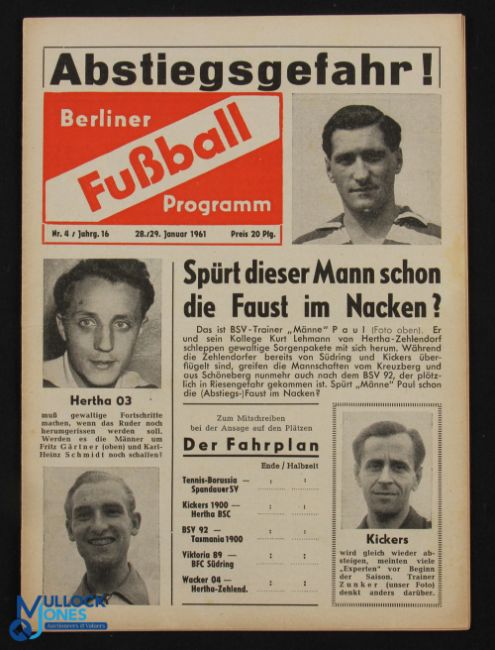 Abstiegsgefahr!
Berliner
Fußball
Programm
Nr. 4 / Jahrg. 16 28./29. Januar 1961 Preis 20 Pfg.
Spürt dieser Mann schon
die Faust im Nacken?
Das ist BSV-Trainer „Männe" Paul (Foto oben). Er
und sein Kollege Kurt Lehmann von Hertha-Zehlendorf
schleppen gewaltige Sorgenpakete mit sich herum. Während
die Zehlendorfer bereits von Südring und Kickers über-
flügelt sind, greifen die Mannschaften vom Kreuzberg und
aus Schöneberg nunmehr auch nach dem BSV 92, der plötz-
lich in Riesengefahr gekommen ist. Spürt „Männe" Paul schon
die (Abstiegs-)Faust im Nacken?
Hertha 03
muß gewaltige Fortschritte
machen, wenn das Ruder noch
herumgerissen werden soll.
Werden es die Männer um
Fritz Gärtner (oben) und Karl-
Heinz Schmidt noch schaffen?
Zum Mitschreiben
bei der Ansage auf den Plätzen
Der Fahrplan
Ende / Halbzeit
Tennis-Borussia —
Spandauer SV : :
Kickers 1900 —
Hertha BSC : :
BSV 92 —
Tasmania 1900 : :
Viktoria 89 —
BFC Südring : :
Wacker 04 —
Hertha-Zehlend. : :
Kickers
wird gleich wieder ab-
steigen, meinten viele
„Experten" vor Beginn
der Saison. Trainer
Zunker (unser Foto)
denkt anders darüber.
MULLOCK
JONES
Auctioneers & Valuers